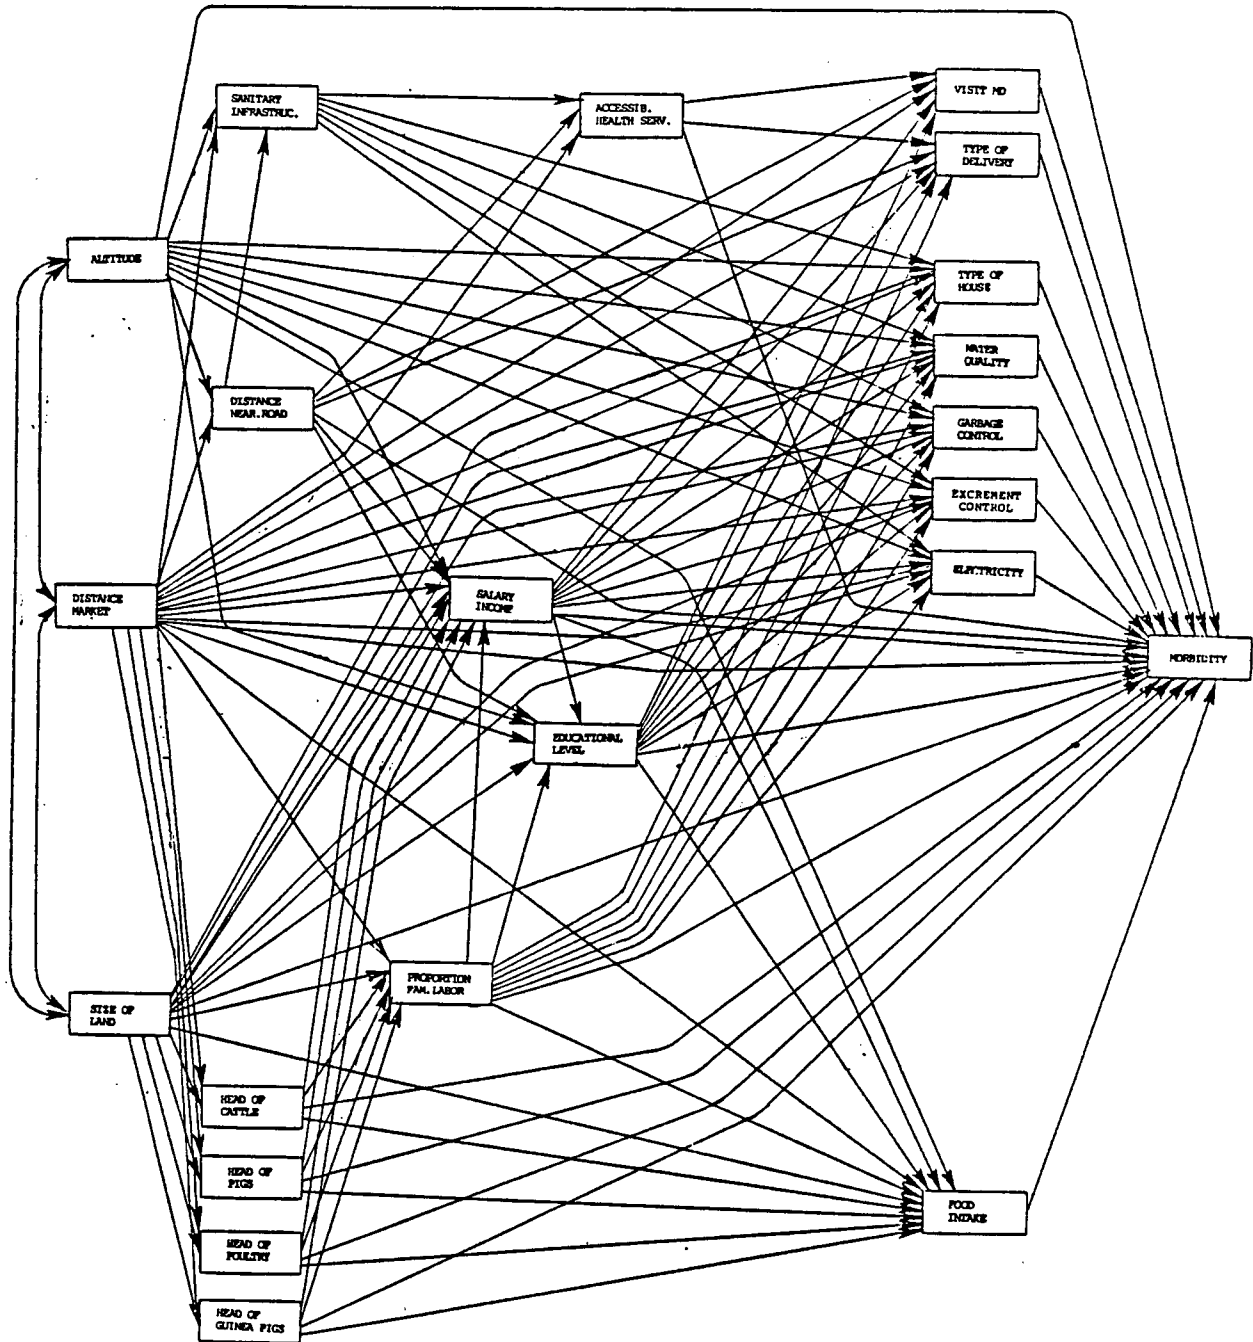 VISIT MD
SANITARY
INFRASTRUC.
ACCESSIB.
HEALTH SERV.
TYPE OF
DELIVERY
ALTITUDE
TYPE OF
HOUSE
WATER
QUALITY
DISTANCE
NEAR.ROAD
GARBAGE
CONTROL
EXCREMENT
CONTROL
ELECTRICITY
DISTANCE
MARKET
SALARY
INCOME
MORBILITY
EDUCATIONAL
LEVEL
PROPORTION
FAM.LABOR
SIZE OF
LAND
HEAD OF
CATTLE
HEAD OF
PIGS
FOOD
INTAKE
HEAD OF
POULTRY
HEAD OF
GUINEA PIGS